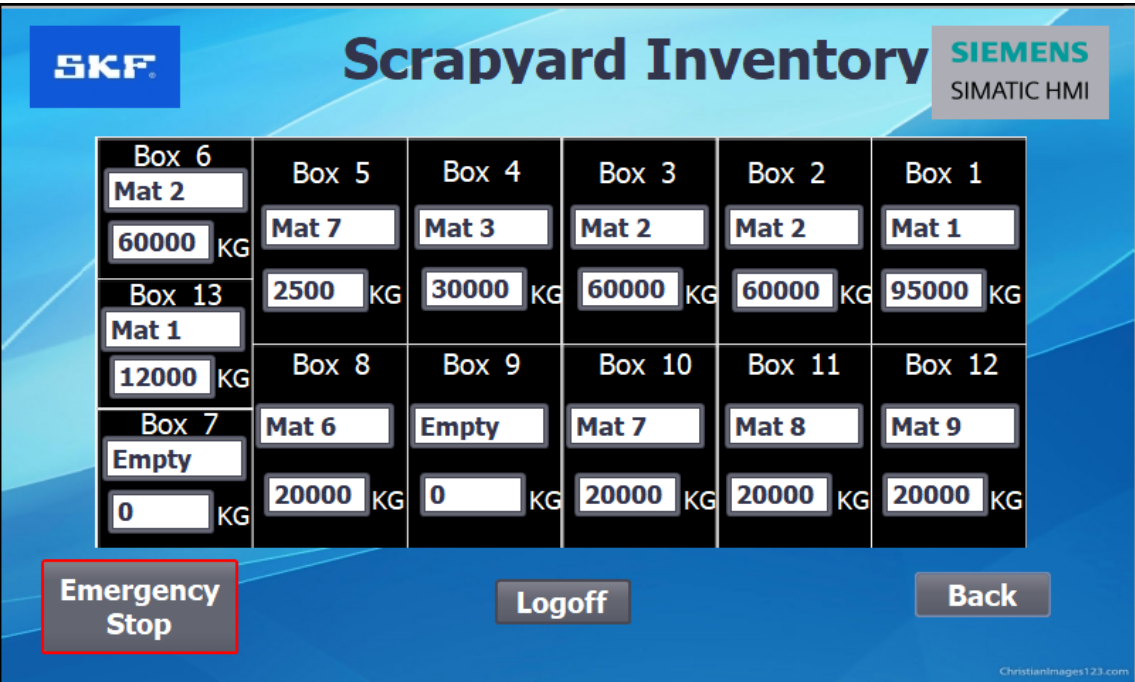 SKF®
Scrapyard Inventory
SIEMENS
SIMATIC HMI
Box 6
Mat 2
60000 KG
Box 13
Mat 1
12000 KG
Box 7
Empty
0 KG
Box 5
Mat 7
2500 KG
Box 4
Mat 3
30000 KG
Box 3
Mat 2
60000 KG
Box 2
Mat 2
60000 KG
Box 1
Mat 1
95000 KG
Box 8
Mat 6
20000 KG
Box 9
Empty
0 KG
Box 10
Mat 7
20000 KG
Box 11
Mat 8
20000 KG
Box 12
Mat 9
20000 KG
Emergency
Stop
Logoff
Back
ChristianImages123.com